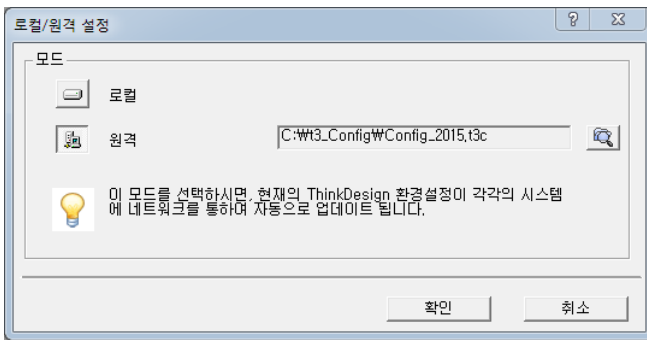 로컬/원격 설정
모드
로컬
원격
C:₩t3_Config₩Config_2015,t3c
이 모드를 선택하시면, 현재의 ThinkDesign 환경설정이 각각의 시스템
에 네트워크를 통하여 자동으로 업데이트 됩니다.
확인
취소